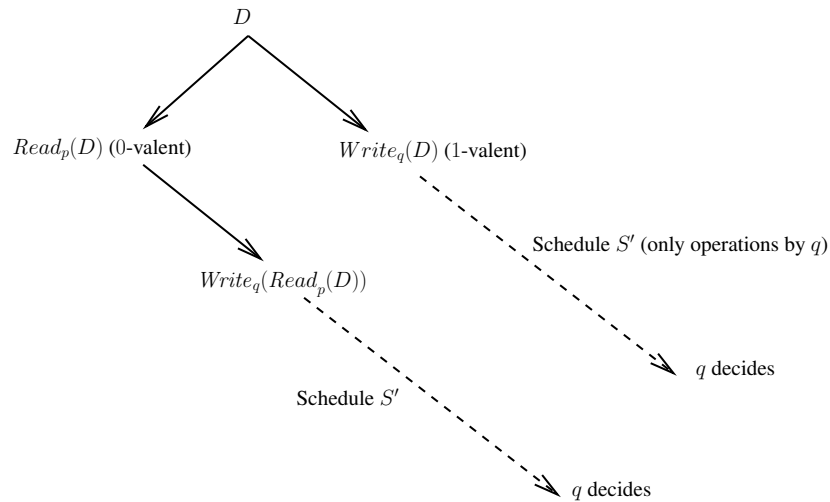 D
Read_p(D) (0-valent)
Write_q(D) (1-valent)
Schedule S′ (only operations by q)
Write_q(Read_p(D))
q decides
Schedule S′
q decides